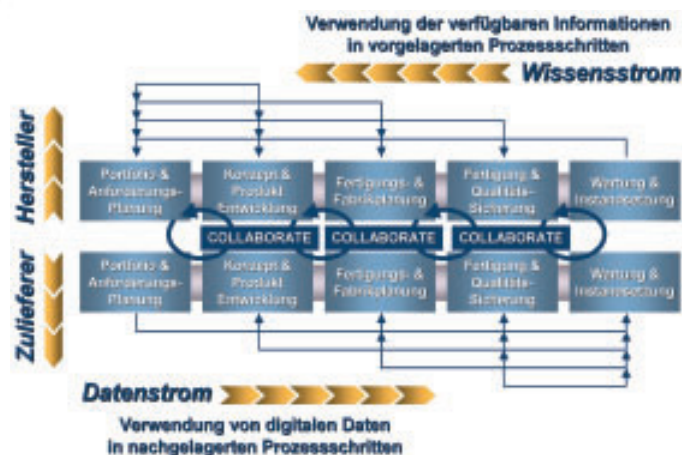 Verwendung der verfügbaren Informationen
in vorgelagerten Prozessschritten
Wissensstrom
Hersteller
Portfolio &
Anforderungs-
Planung
Konzept &
Produkt
Entwicklung
Fertigungs- &
Fabrikplanung
Fertigung &
Qualitäts-
Sicherung
Wartung &
Instandsetzung
COLLABORATE
COLLABORATE
COLLABORATE
Zulieferer
Portfolio &
Anforderungs-
Planung
Konzept &
Produkt
Entwicklung
Fertigungs- &
Fabrikplanung
Fertigung &
Qualitäts-
Sicherung
Wartung &
Instandsetzung
Datenstrom
Verwendung von digitalen Daten
in nachgelagerten Prozessschritten